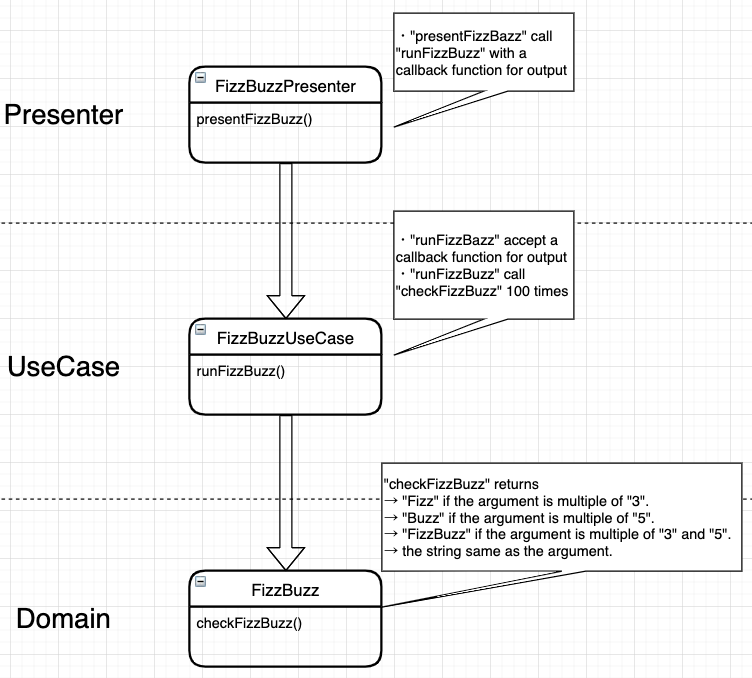 ・"presentFizzBazz" call
"runFizzBuzz" with a
callback function for output
FizzBuzzPresenter
presentFizzBuzz()
Presenter
・"runFizzBazz" accept a
callback function for output
・"runFizzBuzz" call
"checkFizzBuzz" 100 times
FizzBuzzUseCase
runFizzBuzz()
UseCase
"checkFizzBuzz" returns
→ "Fizz" if the argument is multiple of "3".
→ "Buzz" if the argument is multiple of "5".
→ "FizzBuzz" if the argument is multiple of "3" and "5".
→ the string same as the argument.
FizzBuzz
checkFizzBuzz()
Domain